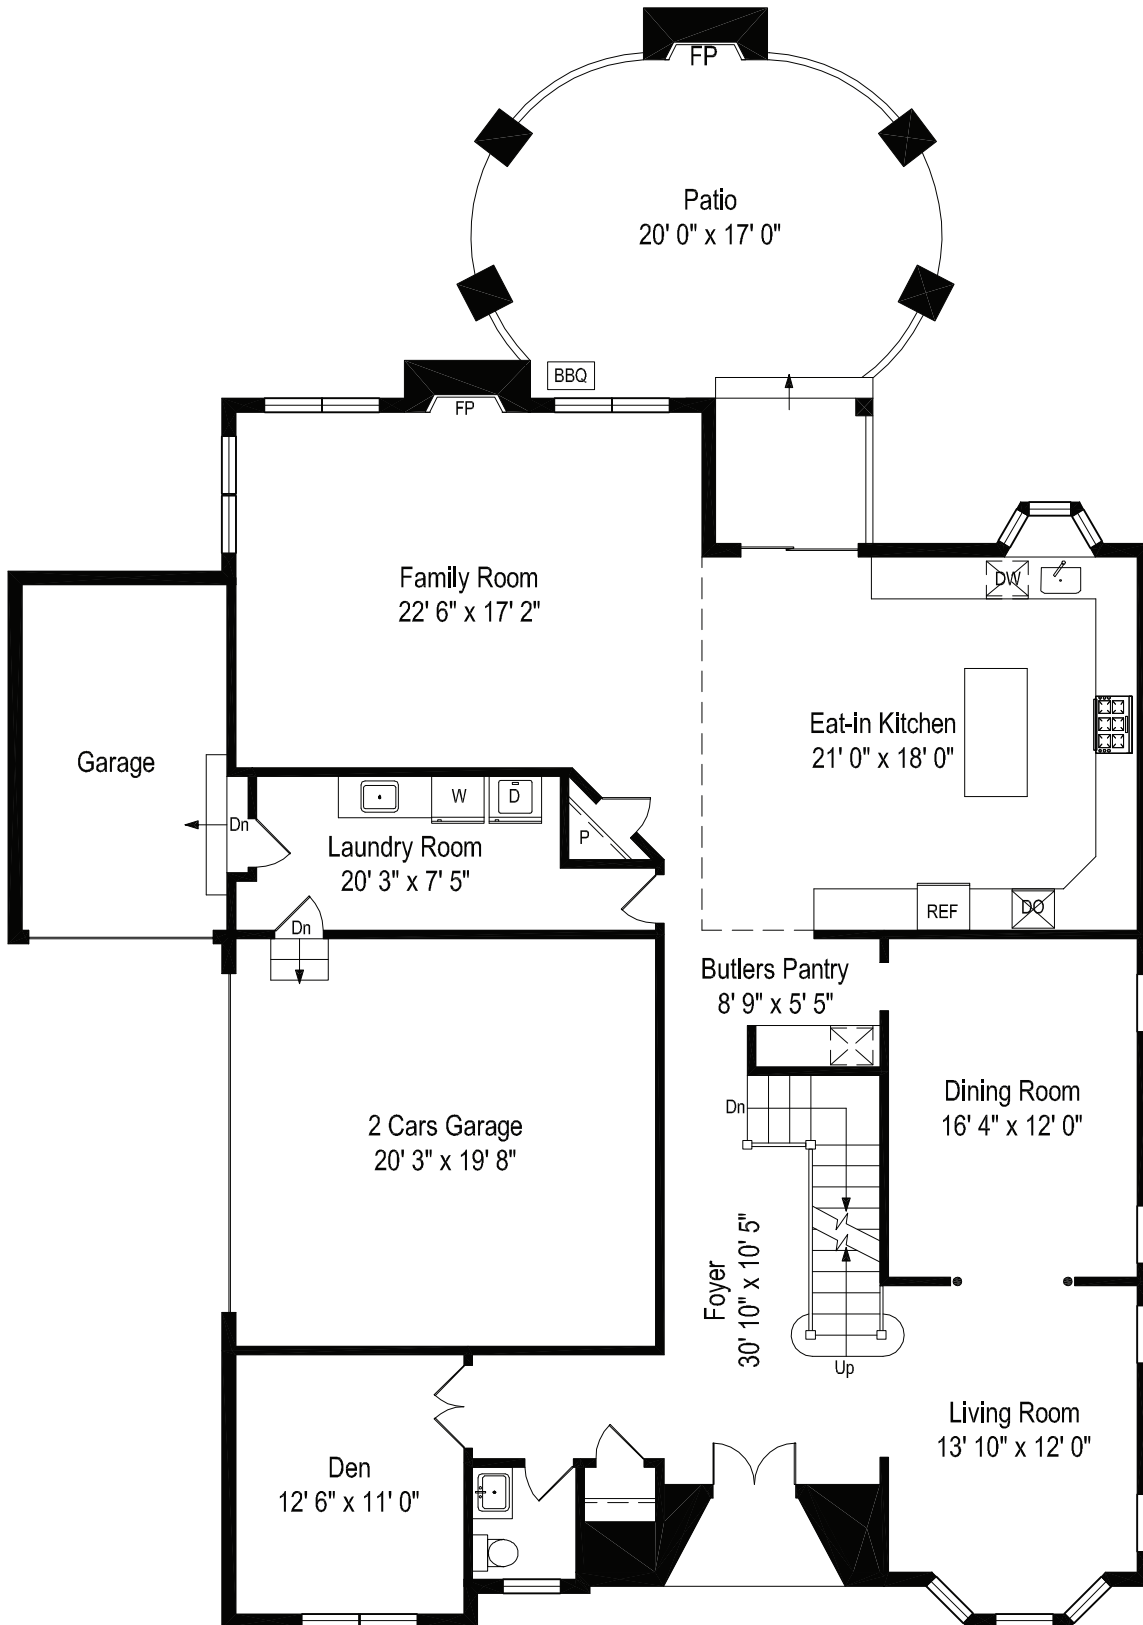 FP
Patio
20' 0" x 17' 0"
BBQ
FP
Family Room
22' 6" x 17' 2"
DW
Eat-in Kitchen
21' 0" x 18' 0"
Garage
W
D
Dn
P
Laundry Room
20' 3" x 7' 5"
REF
DO
Dn
Butlers Pantry
8' 9" x 5' 5"
Dining Room
16' 4" x 12' 0"
Dn
2 Cars Garage
20' 3" x 19' 8"
Foyer
30' 10" x 10' 5"
Up
Living Room
13' 10" x 12' 0"
Den
12' 6" x 11' 0"